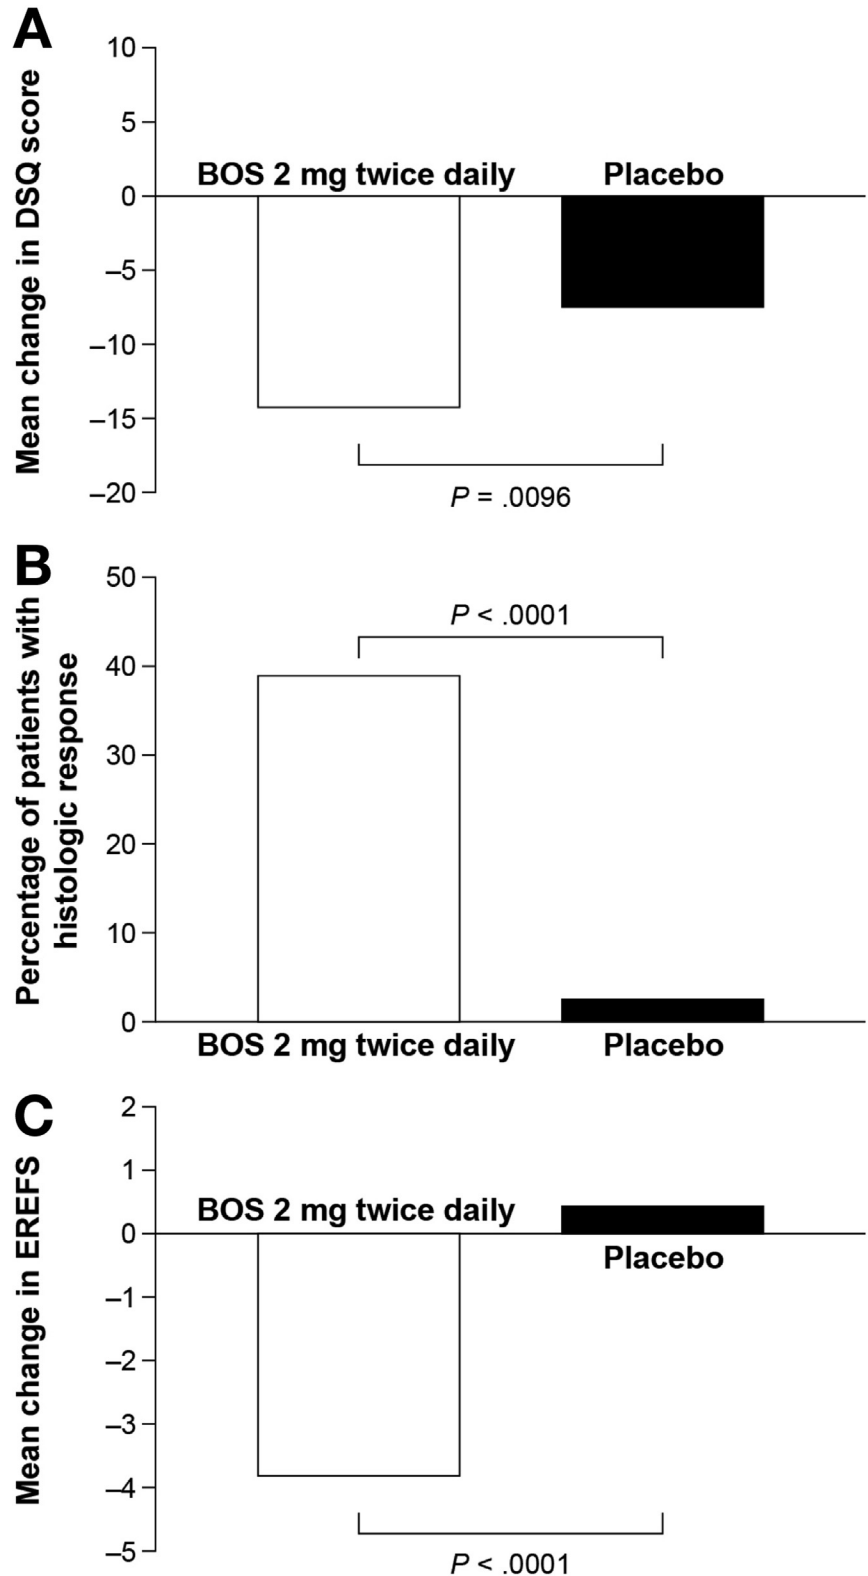 A
Mean change in DSQ score
10
5
0
–5
–10
–15
–20
BOS 2 mg twice daily
Placebo
P = .0096
B
Percentage of patients with
histologic response
50
40
30
20
10
0
P < .0001
BOS 2 mg twice daily
Placebo
C
Mean change in EREFS
2
1
0
–1
–2
–3
–4
–5
BOS 2 mg twice daily
Placebo
P < .0001